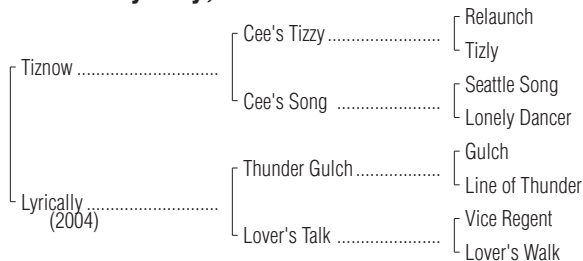 Relaunch
Cee's Tizzy
Tizly
Tiznow
Seattle Song
Cee's Song
Lonely Dancer
Gulch
Thunder Gulch
Line of Thunder
Lyrically
(2004)
Vice Regent
Lover's Talk
Lover's Walk